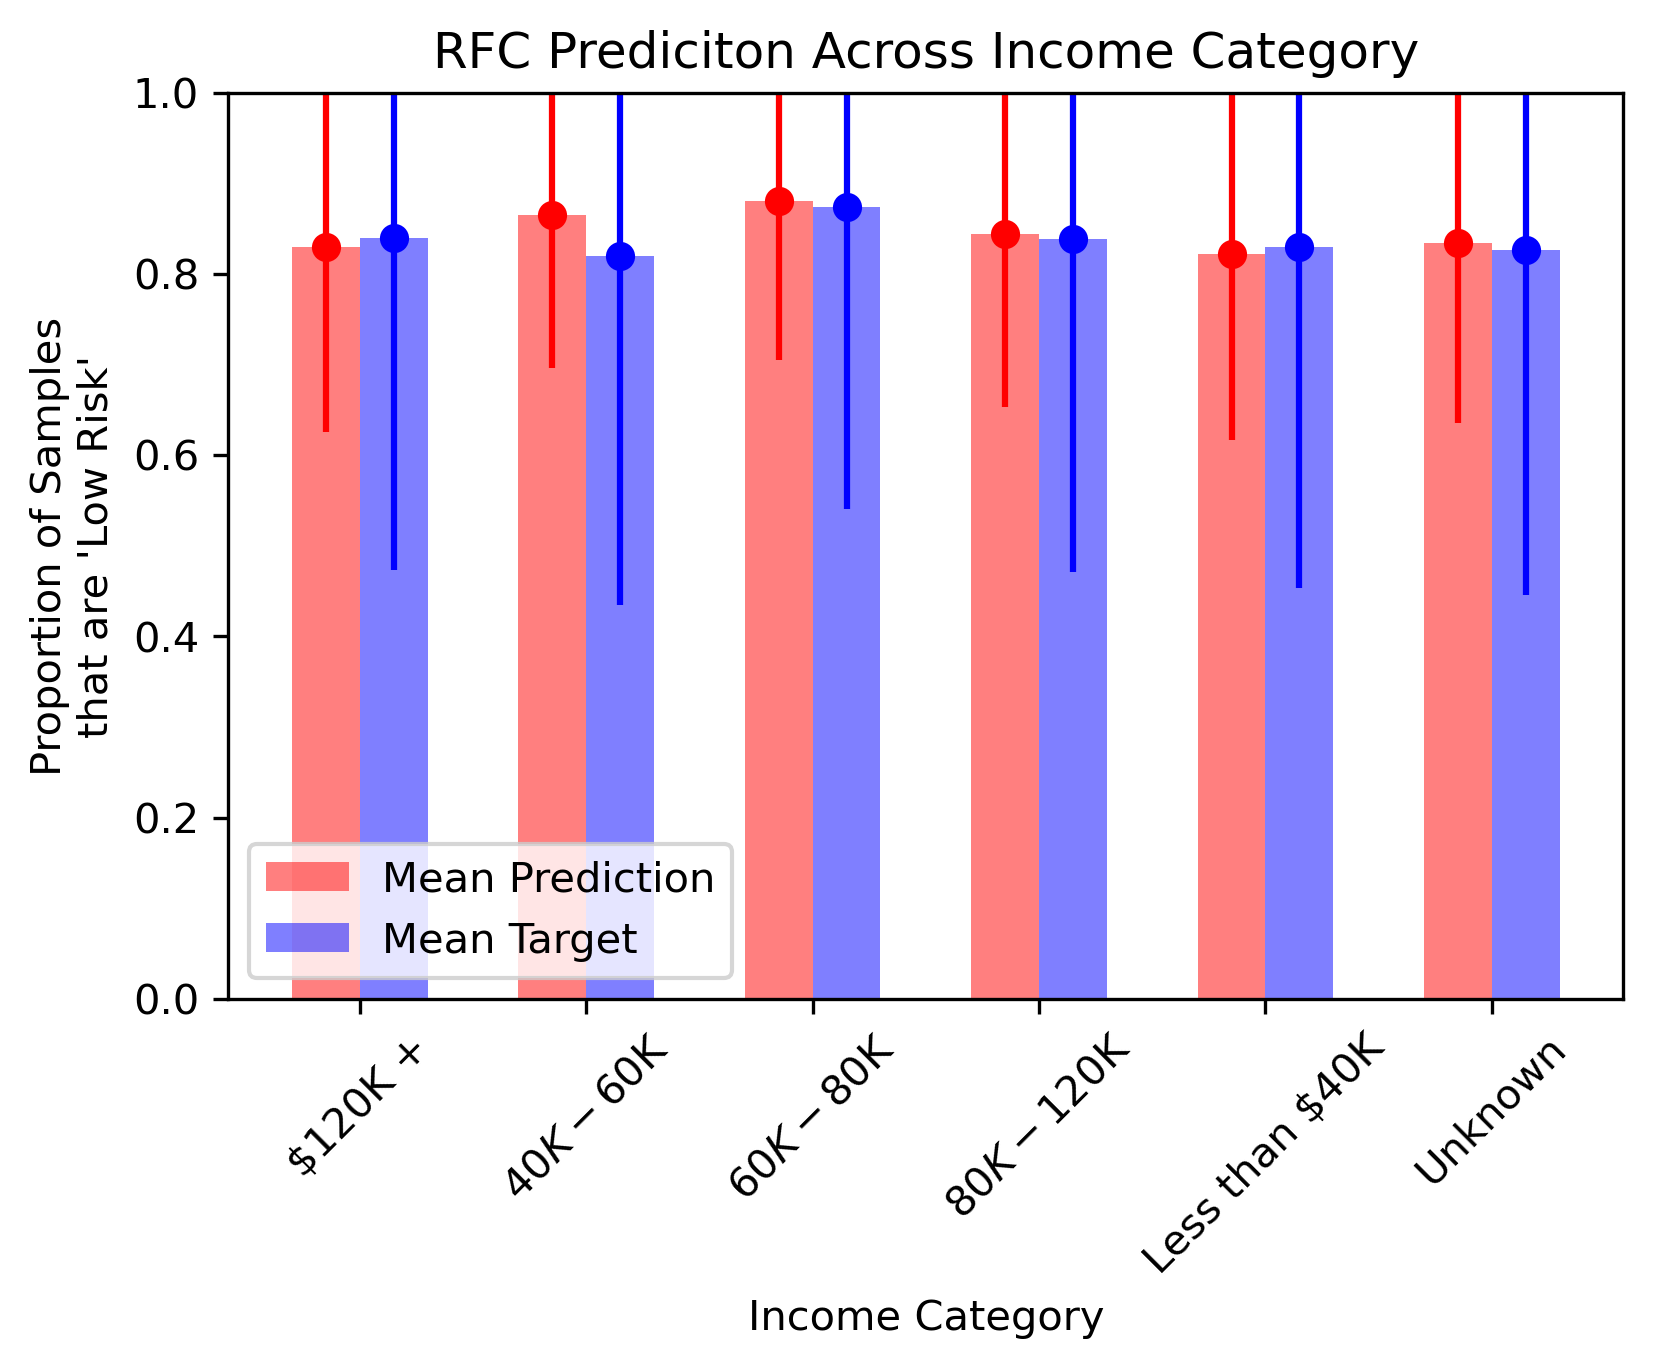 RFC Prediciton Across Income Category
Proportion of Samples
that are 'Low Risk'
1.0
0.8
0.6
0.4
0.2
0.0
Mean Prediction
Mean Target
$120K +
40K − 60K
60K − 80K
80K − 120K
Less than $40K
Unknown
Income Category